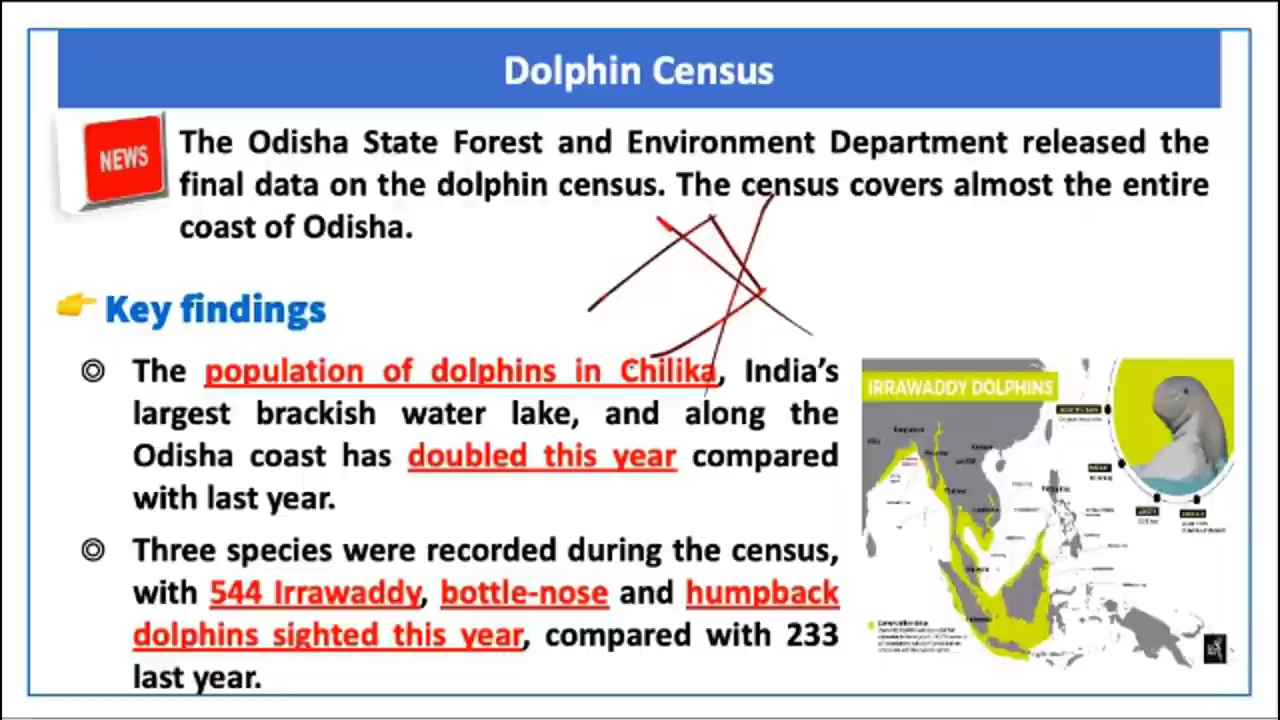 Dolphin Census
NEWS
The Odisha State Forest and Environment Department released the
final data on the dolphin census. The census covers almost the entire
coast of Odisha.
Key findings
The population of dolphins in Chilika, India's
largest brackish water lake, and along the
Odisha coast has doubled this year compared
with last year.
Three species were recorded during the census,
with 544 Irrawaddy, bottle-nose and humpback
dolphins sighted this year, compared with 233
last year.
IRRAWADDY DOLPHINS